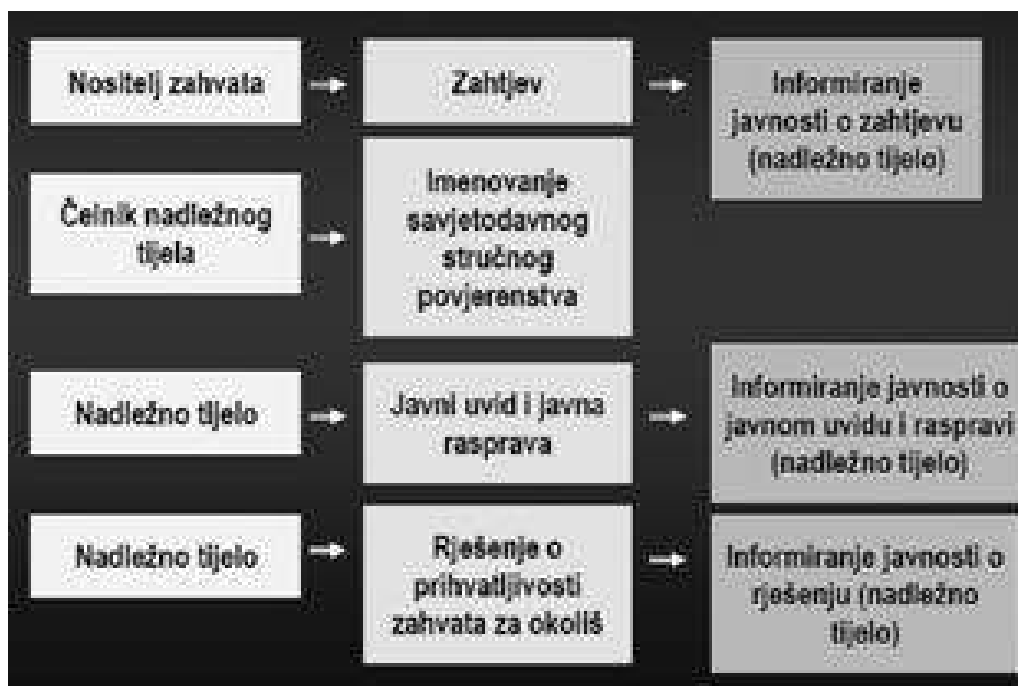 Nositelj zahvata
Zahtjev
Informiranje
javnosti o zahtjevu
(nadležno tijelo)
Čelnik nadležnog
tijela
Imenovanje
savjetodavnog
stručnog
povjerenstva
Nadležno tijelo
Javni uvid i javna
rasprava
Informiranje javnosti o
javnom uvidu i raspravi
(nadležno tijelo)
Nadležno tijelo
Rješenje o
prihvatljivosti
zahvata za okoliš
Informiranje javnosti o
rješenju (nadležno
tijelo)